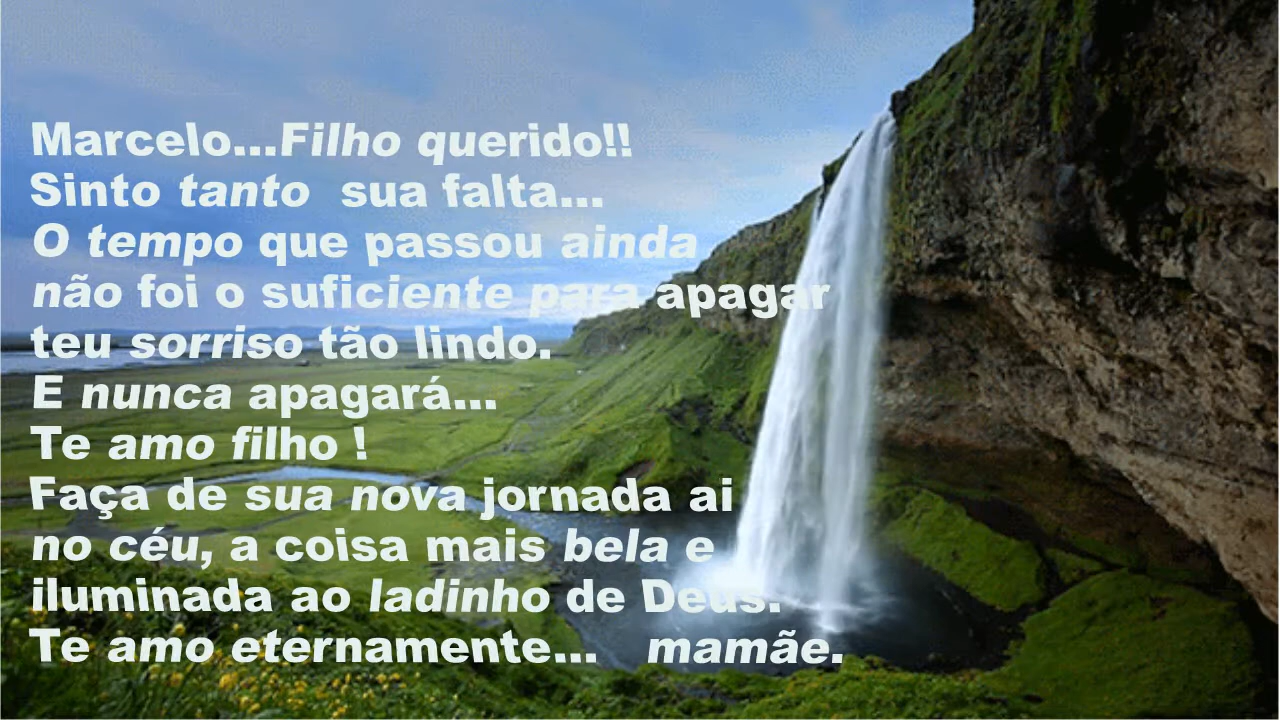 Marcelo...Filho querido!!
Sinto tanto sua falta...
O tempo que passou ainda
não foi o suficiente para apagar
teu sorriso tão lindo.
E nunca apagará...
Te amo filho !
Faça de sua nova jornada ai
no céu, a coisa mais bela e
iluminada ao ladinho de Deus.
Te amo eternamente... mamãe.